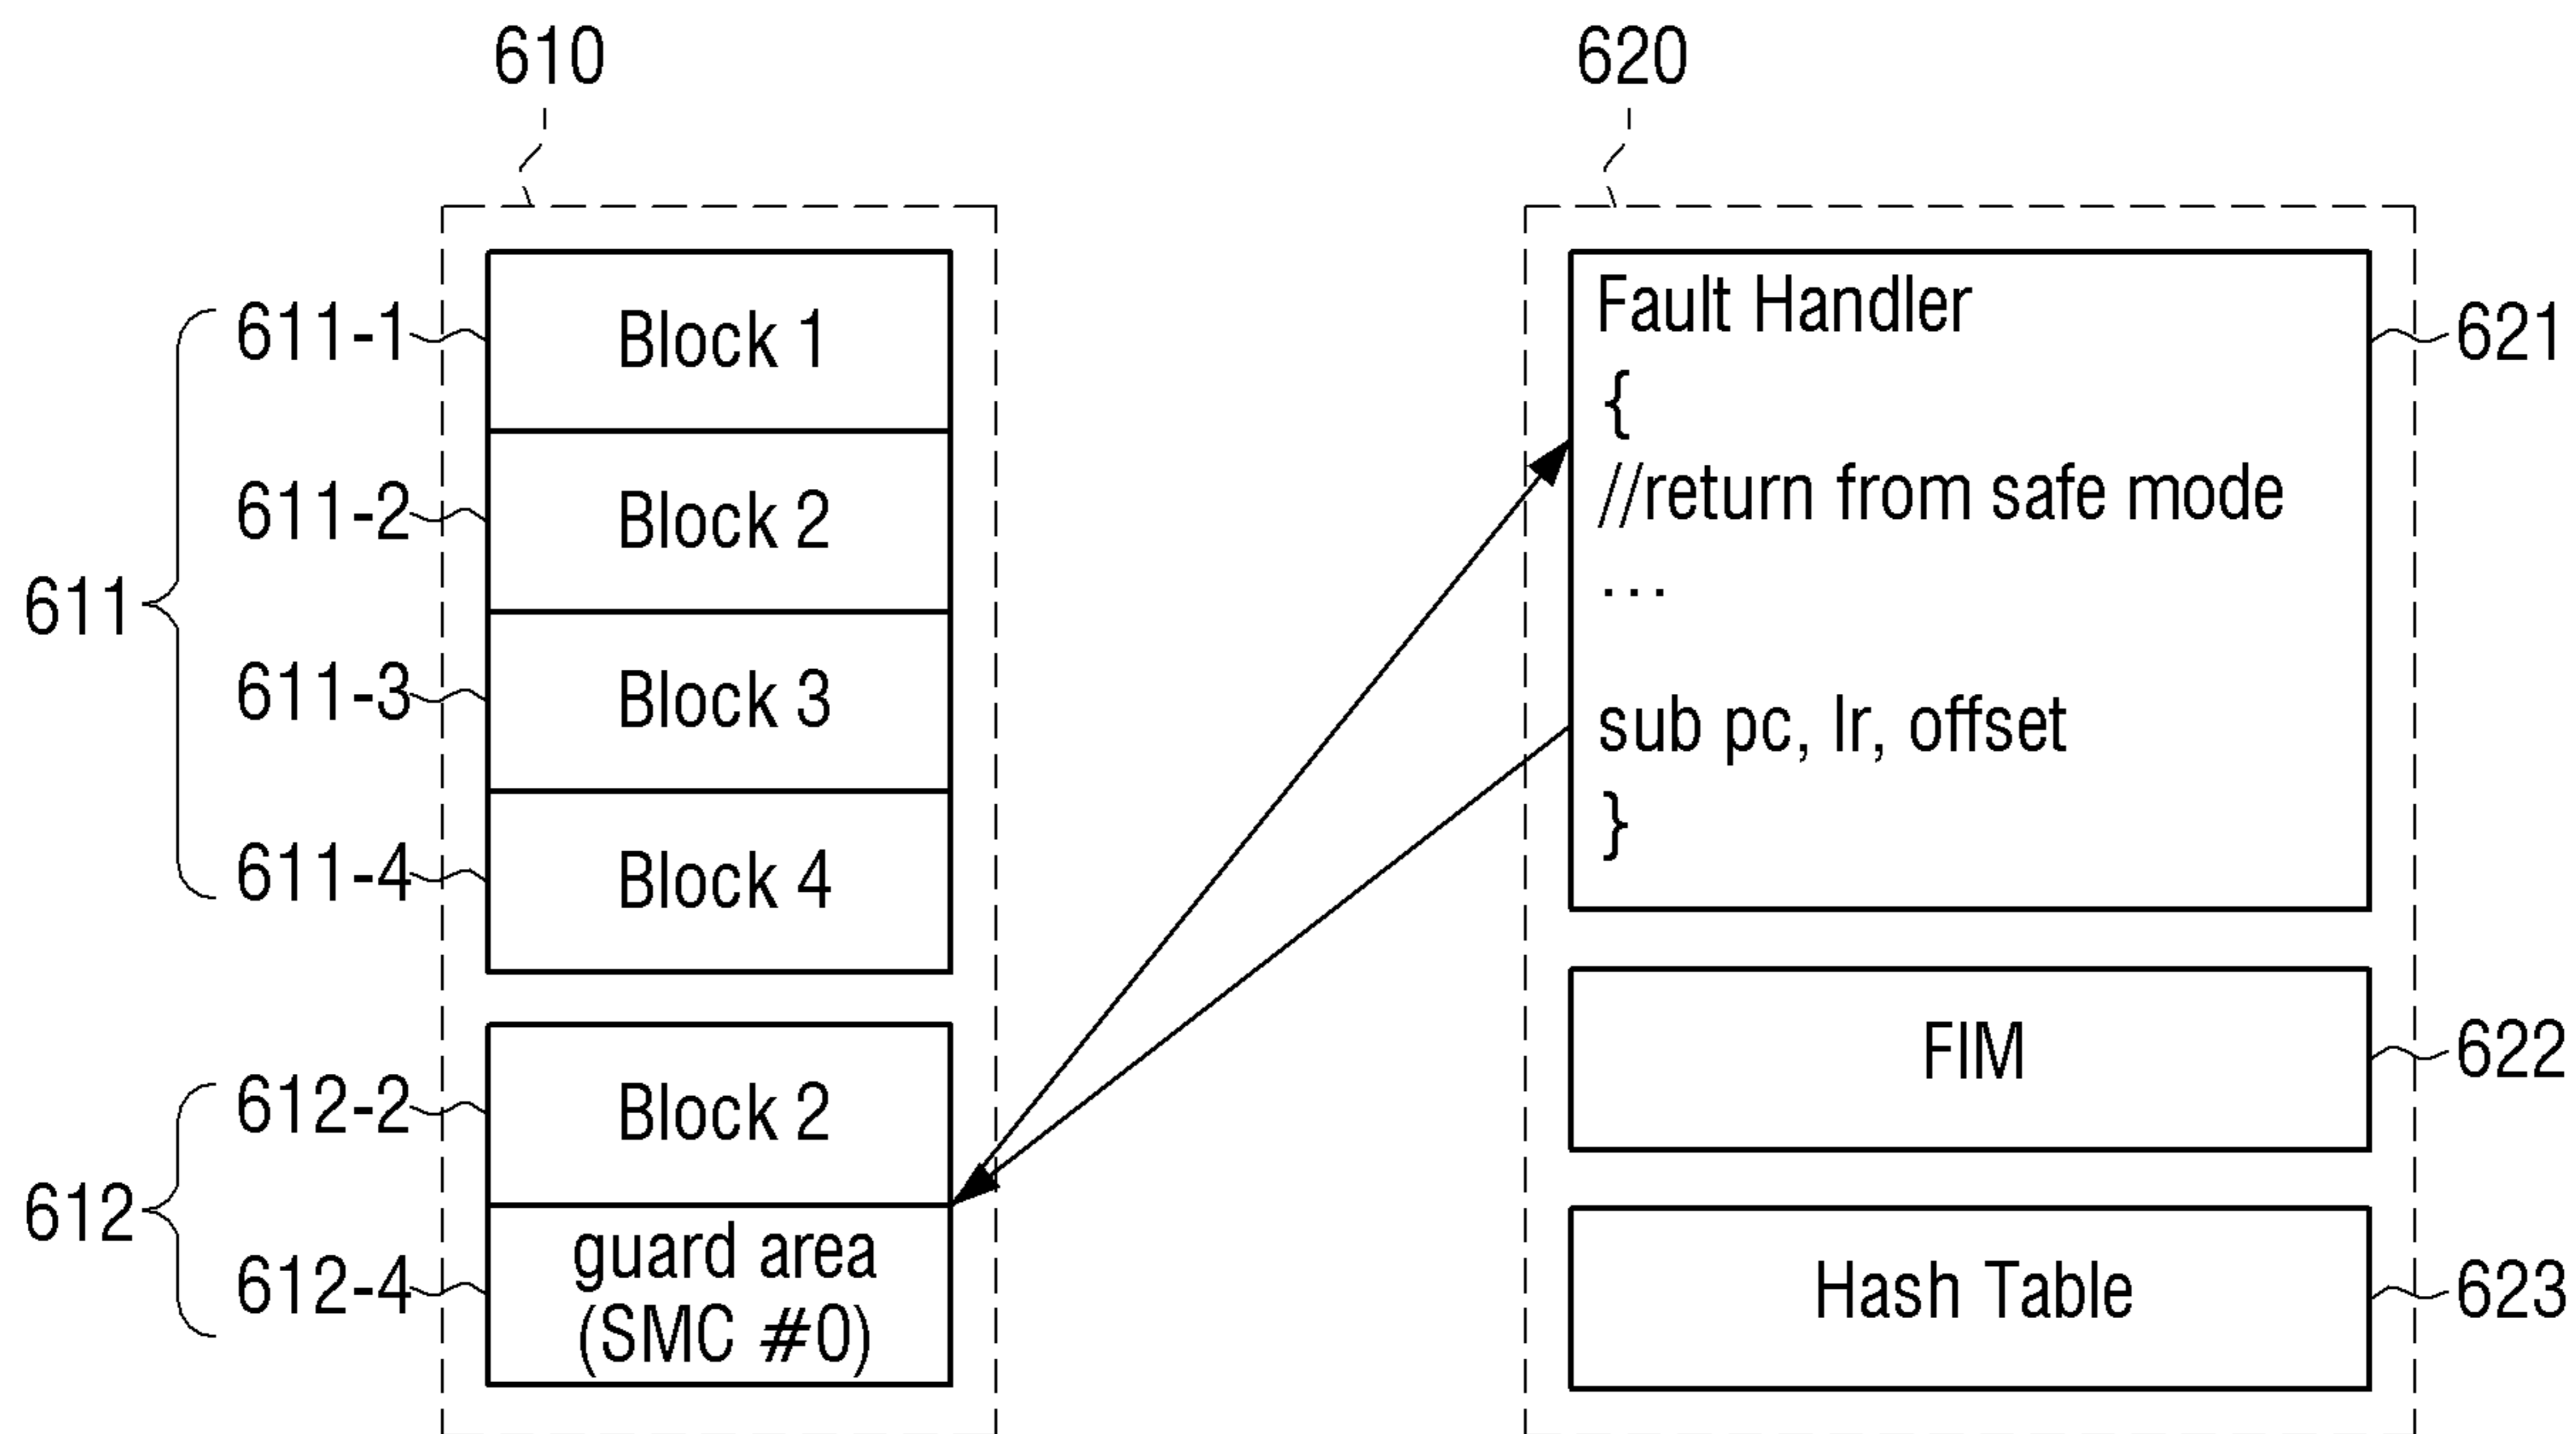 610
620
611
611-1
Block 1
611-2
Block 2
611-3
Block 3
611-4
Block 4
612
612-2
Block 2
612-4
guard area
(SMC #0)
Fault Handler
{
//return from safe mode
...
sub pc, lr, offset
}
621
FIM
622
Hash Table
623